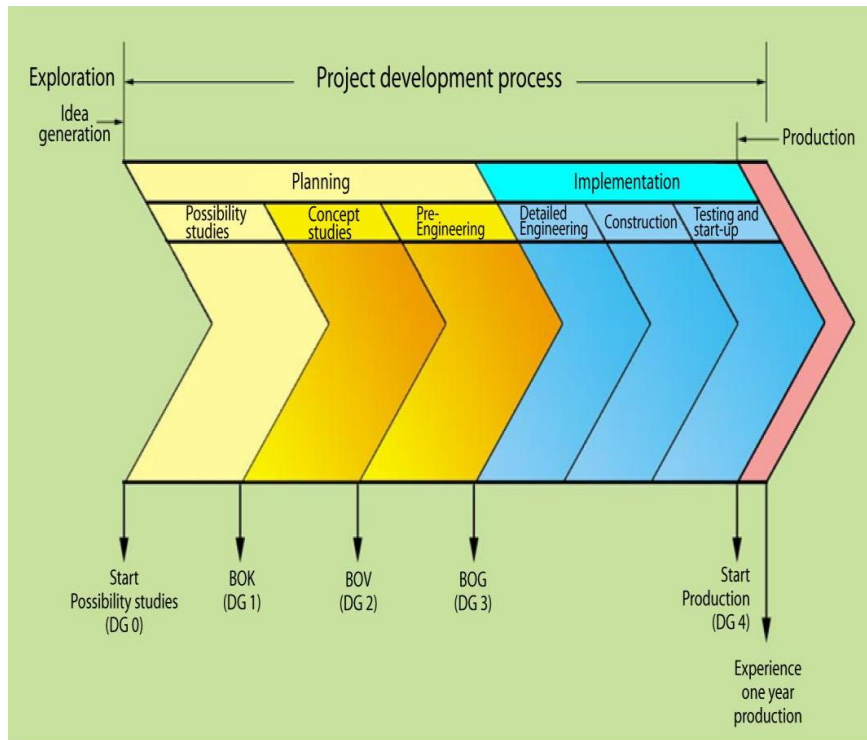 Exploration
Project development process
Idea
generation
Production
Planning
Implementation
Possibility
studies
Concept
studies
Pre-
Engineering
Detailed
Engineering
Construction
Testing and
start-up
Start
Possibility studies
(DG 0)
BOK
(DG 1)
BOV
(DG 2)
BOG
(DG 3)
Start
Production
(DG 4)
Experience
one year
production